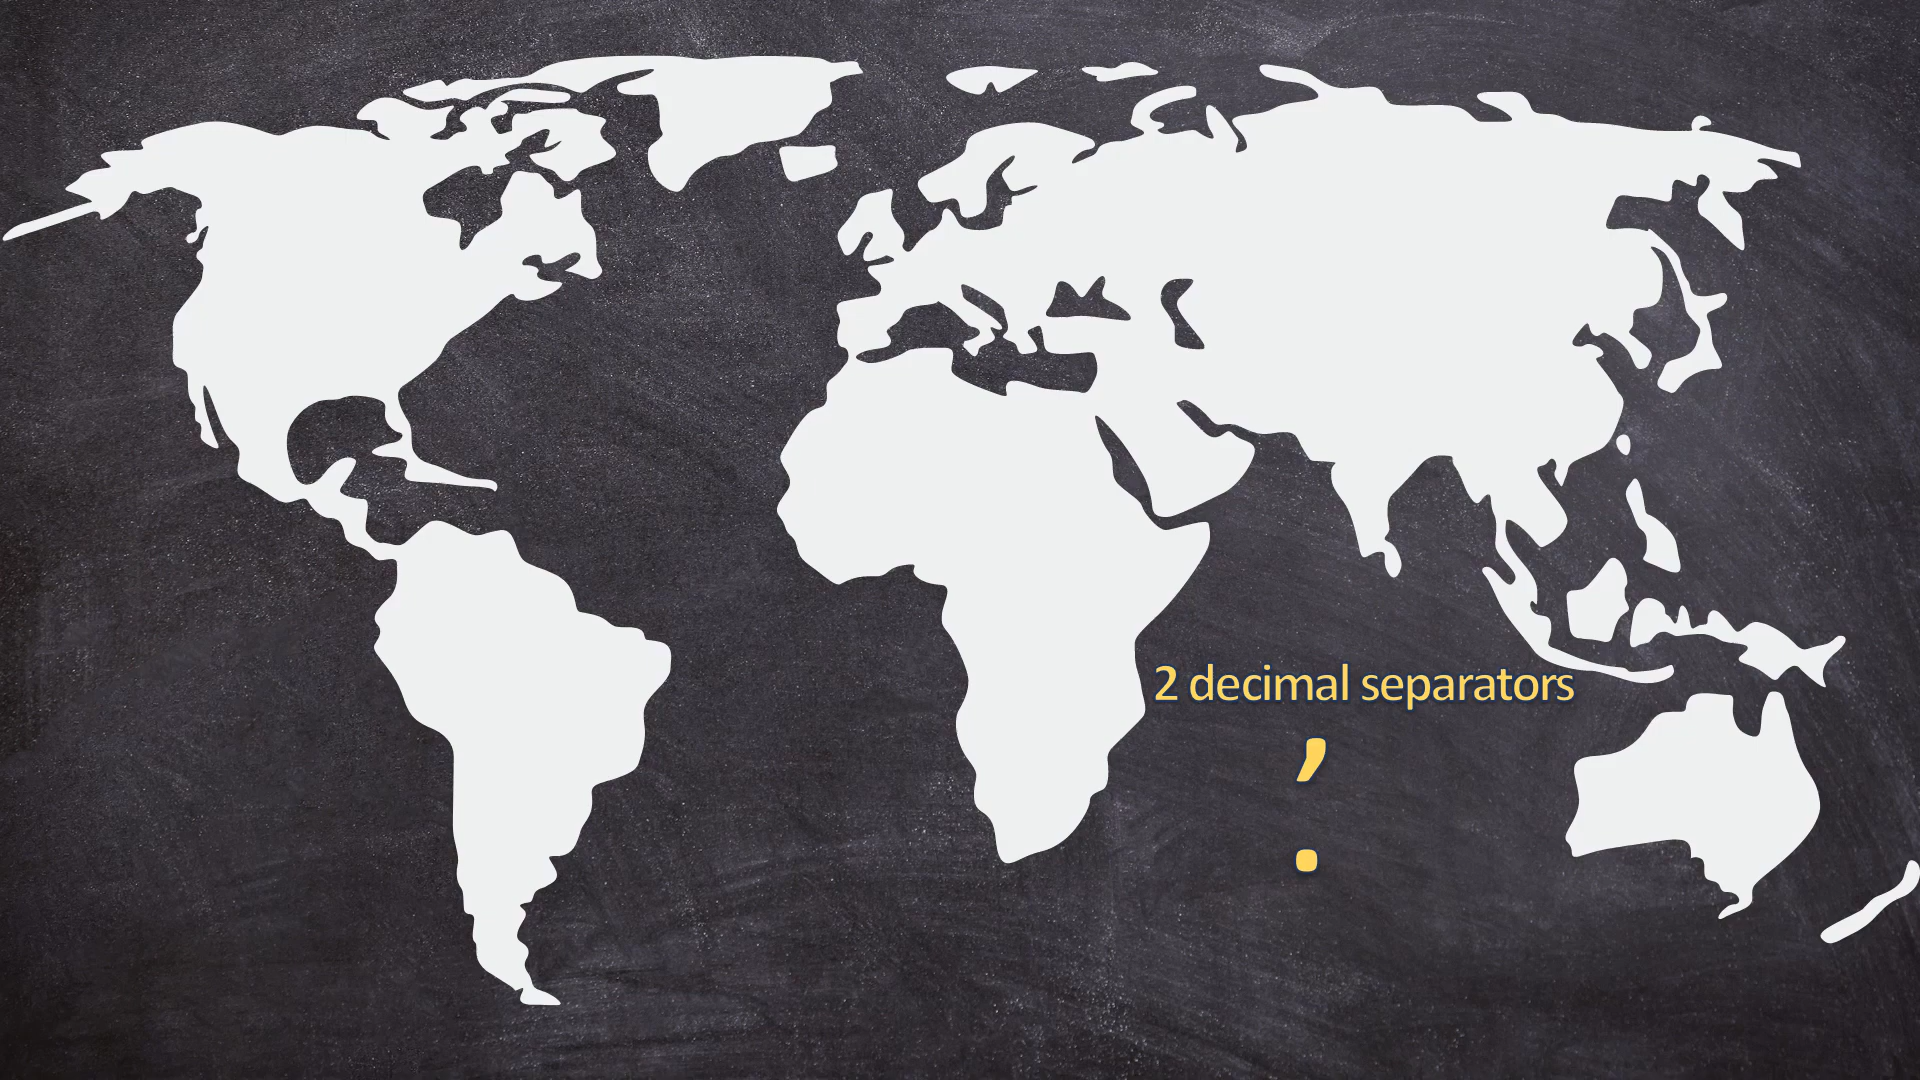 2 decimal separators
,
.